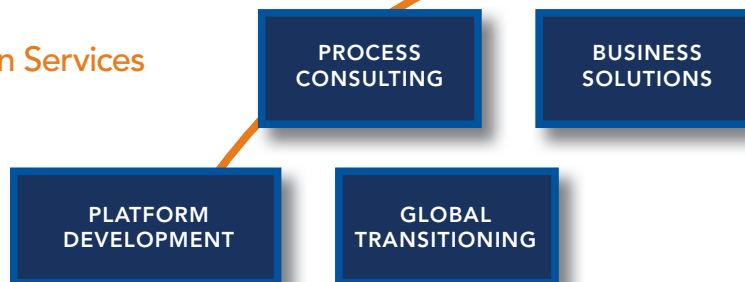 n Services
PROCESS
CONSULTING
BUSINESS
SOLUTIONS
PLATFORM
DEVELOPMENT
GLOBAL
TRANSITIONING